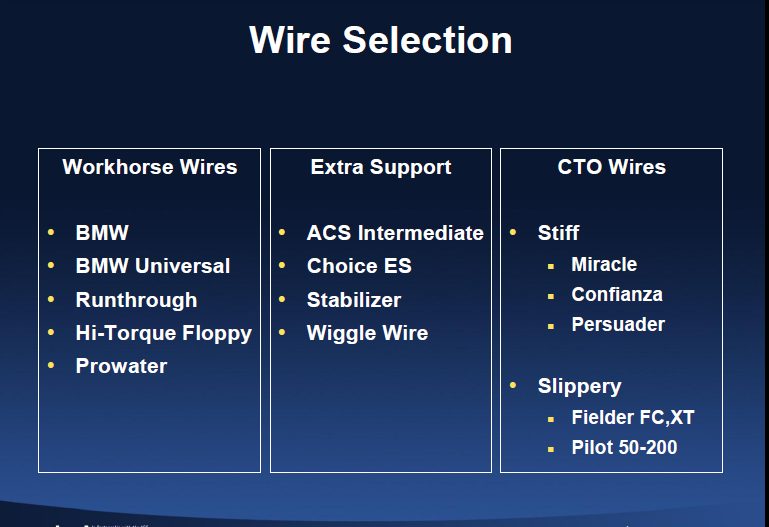 Wire Selection
Workhorse Wires
• BMW
• BMW Universal
• Runthrough
• Hi-Torque Floppy
• Prowater
Extra Support
• ACS Intermediate
• Choice ES
• Stabilizer
• Wiggle Wire
CTO Wires
• Stiff
▪ Miracle
▪ Confianza
▪ Persuader
• Slippery
▪ Fielder FC,XT
▪ Pilot 50-200